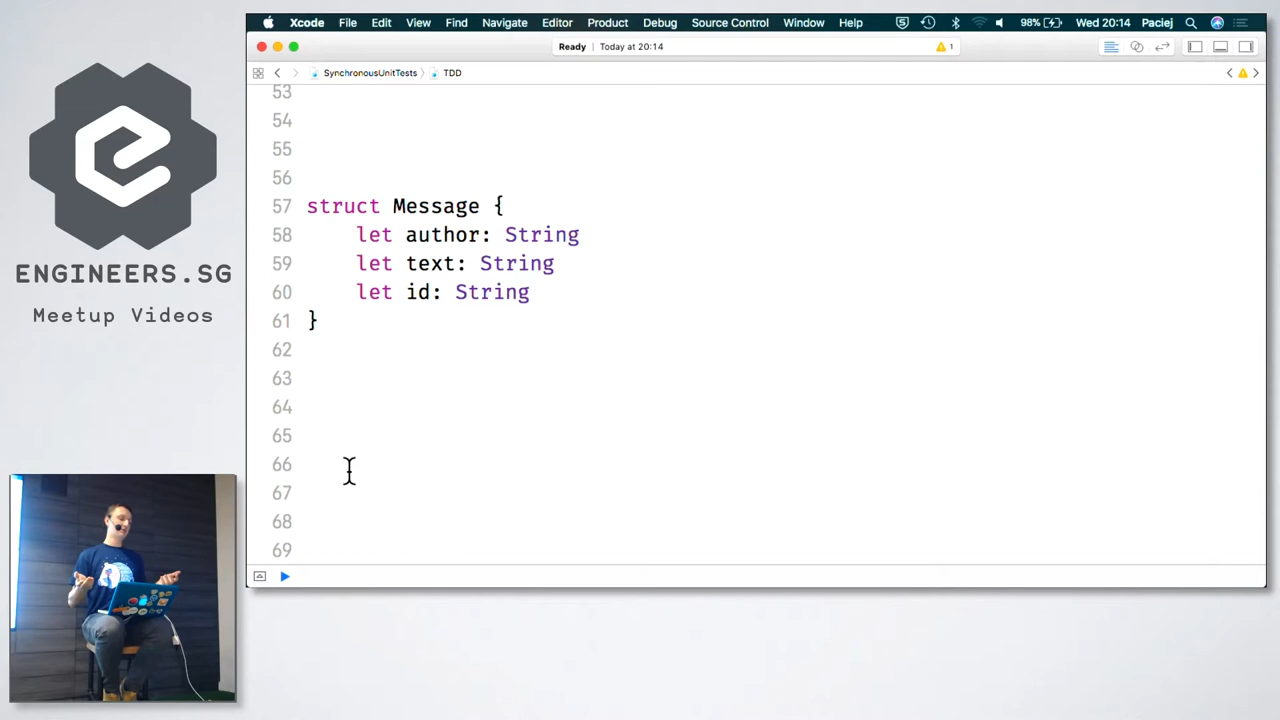 Xcode File Edit View Find Navigate Editor Product Debug Source Control Window Help 98% Wed 20:14 Paciej
Ready | Today at 20:14 1
SynchronousUnitTests TDD
53
54
55
56
57 struct Message {
58 let author: String
59 let text: String
60 let id: String
61 }
62
63
64
65
66
67
68
69
ENGINEERS.SG
Meetup Videos